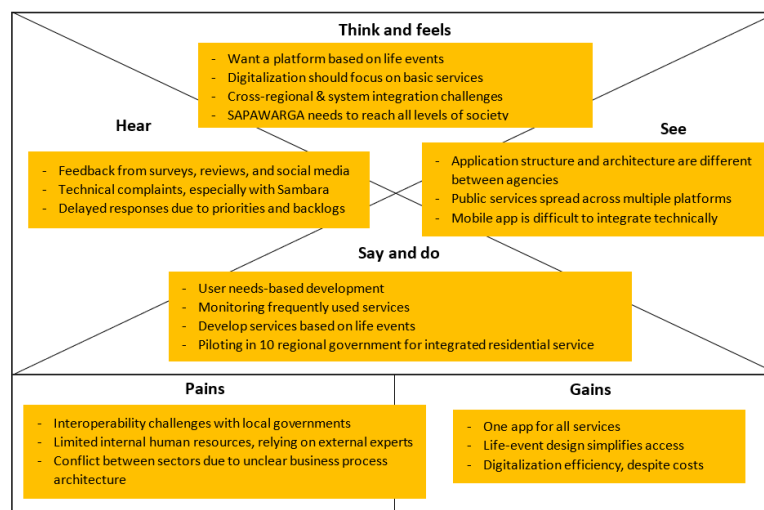 Think and feels
- Want a platform based on life events
- Digitalization should focus on basic services
- Cross-regional & system integration challenges
- SAPAWARGA needs to reach all levels of society
Hear
- Feedback from surveys, reviews, and social media
- Technical complaints, especially with Sambara
- Delayed responses due to priorities and backlogs
See
- Application structure and architecture are different
between agencies
- Public services spread across multiple platforms
- Mobile app is difficult to integrate technically
Say and do
- User needs-based development
- Monitoring frequently used services
- Develop services based on life events
- Piloting in 10 regional government for integrated residential service
Pains
- Interoperability challenges with local governments
- Limited internal human resources, relying on external experts
- Conflict between sectors due to unclear business process
architecture
Gains
- One app for all services
- Life-event design simplifies access
- Digitalization efficiency, despite costs